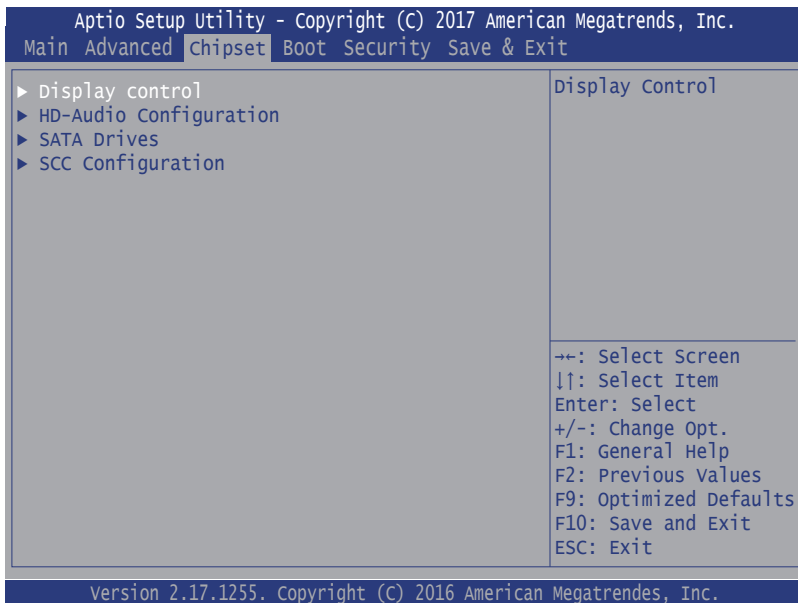 Aptio Setup Utility - Copyright (C) 2017 American Megatrends, Inc.
Main Advanced Chipset Boot Security Save & Exit
▶ Display control
▶ HD-Audio Configuration
▶ SATA Drives
▶ SCC Configuration
Display Control
→←: Select Screen
↓↑: Select Item
Enter: Select
+/-: Change Opt.
F1: General Help
F2: Previous Values
F9: Optimized Defaults
F10: Save and Exit
ESC: Exit
Version 2.17.1255. Copyright (C) 2016 American Megatrendes, Inc.